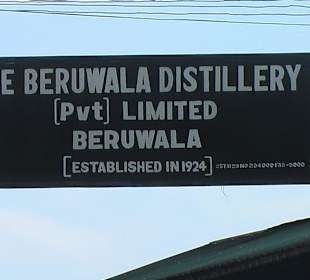 E BERUWALA DISTILLERY
[Pvt] LIMITED
BERUWALA
[ESTABLISHED IN 1924]